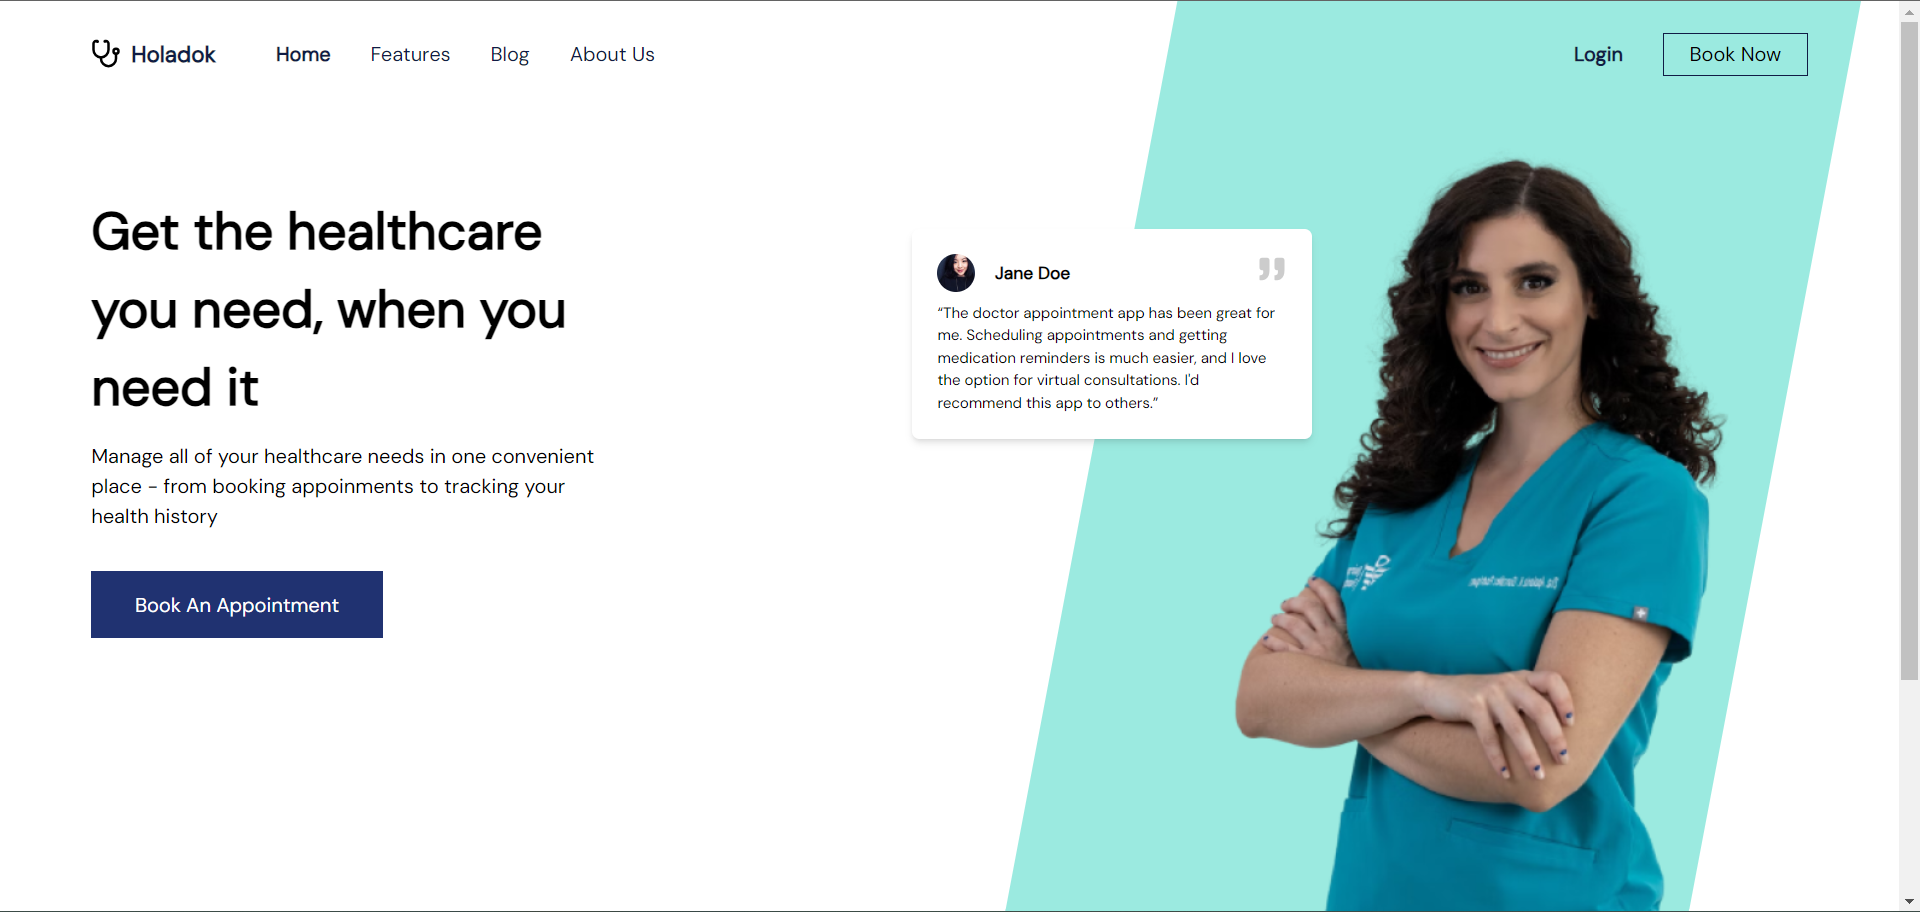 Holadok
Home
Features
Blog
About Us
Login
Book Now
Get the healthcare
you need, when you
need it
Manage all of your healthcare needs in one convenient
place - from booking appoinments to tracking your
health history
Book An Appointment
Jane Doe
“The doctor appointment app has been great for
me. Scheduling appointments and getting
medication reminders is much easier, and I love
the option for virtual consultations. I'd
recommend this app to others.”